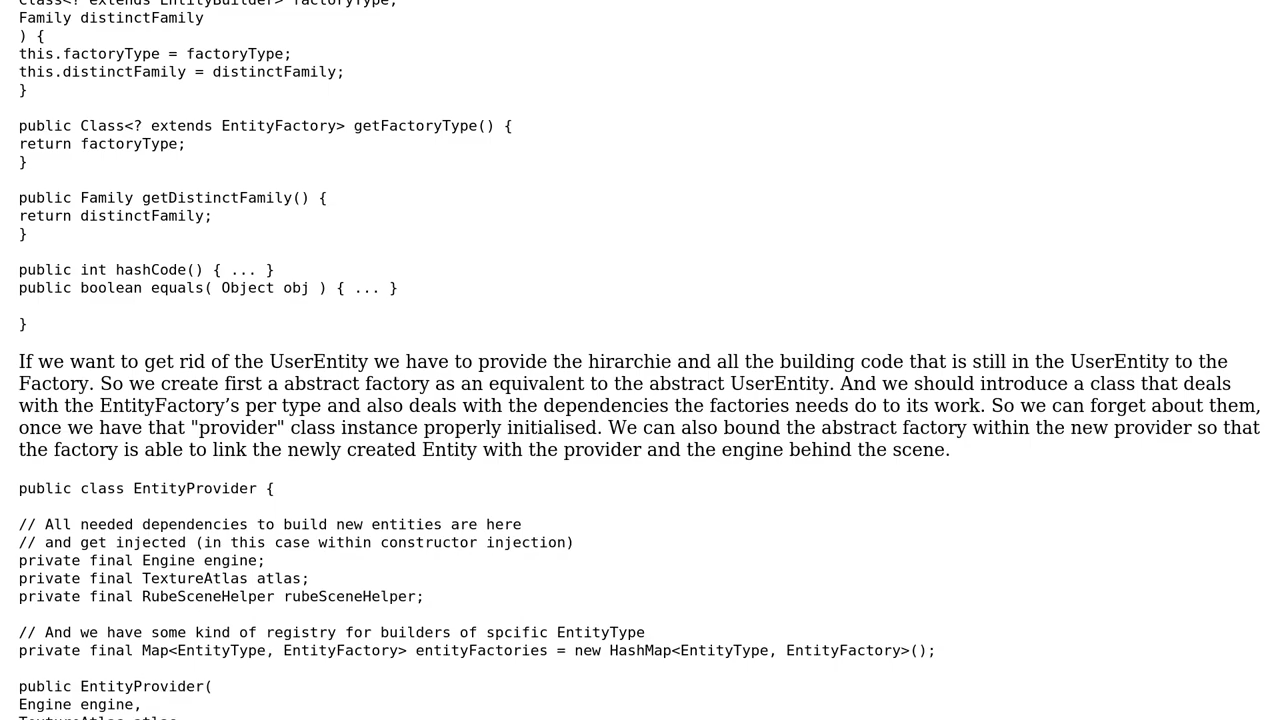 Class<? extends EntityBuilder> factoryType,
Family distinctFamily
) {
this.factoryType = factoryType;
this.distinctFamily = distinctFamily;
}
public Class<? extends EntityFactory> getFactoryType() {
return factoryType;
}
public Family getDistinctFamily() {
return distinctFamily;
}
public int hashCode() { ... }
public boolean equals( Object obj ) { ... }
}
If we want to get rid of the UserEntity we have to provide the hirarchie and all the building code that is still in the UserEntity to the
Factory. So we create first a abstract factory as an equivalent to the abstract UserEntity. And we should introduce a class that deals
with the EntityFactory’s per type and also deals with the dependencies the factories needs do to its work. So we can forget about them,
once we have that "provider" class instance properly initialised. We can also bound the abstract factory within the new provider so that
the factory is able to link the newly created Entity with the provider and the engine behind the scene.
public class EntityProvider {
// All needed dependencies to build new entities are here
// and get injected (in this case within constructor injection)
private final Engine engine;
private final TextureAtlas atlas;
private final RubeSceneHelper rubeSceneHelper;
// And we have some kind of registry for builders of spcific EntityType
private final Map<EntityType, EntityFactory> entityFactories = new HashMap<EntityType, EntityFactory>();
public EntityProvider(
Engine engine,
TextureAtlas atlas,